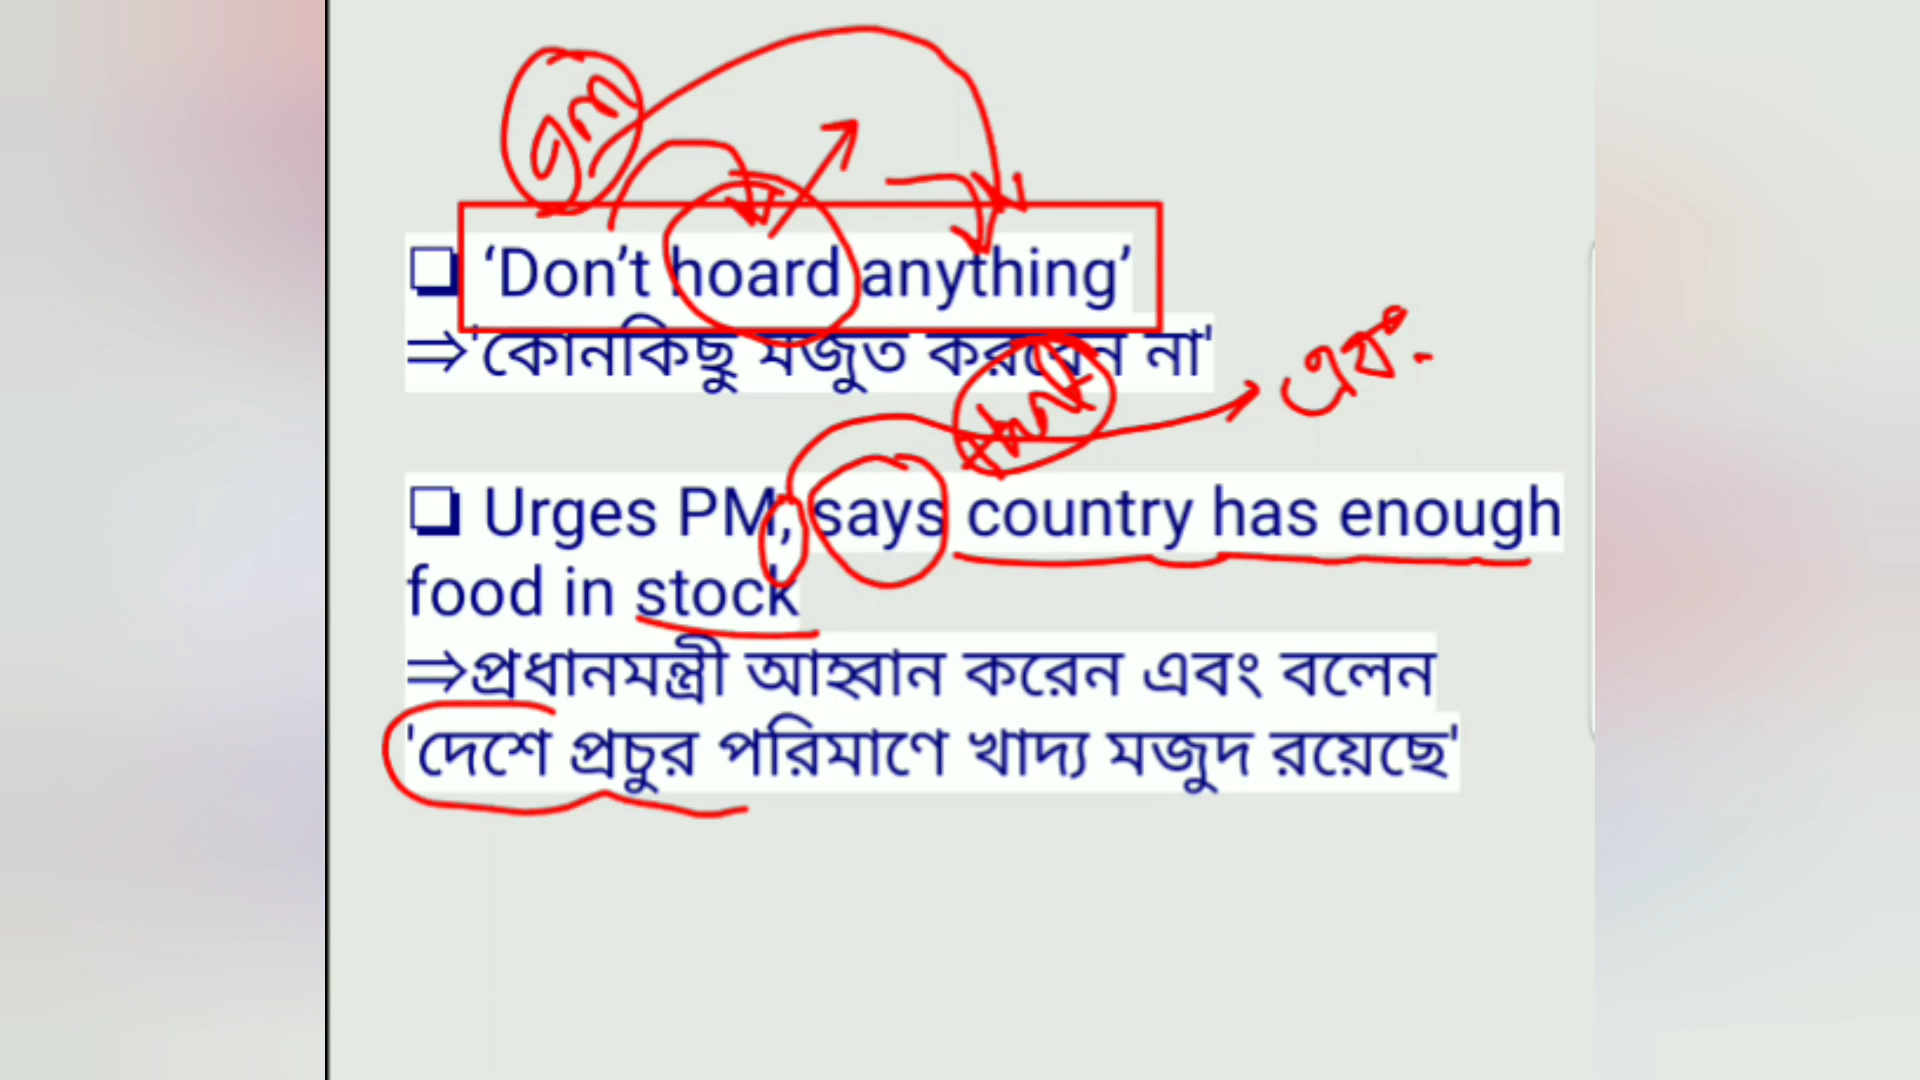 ❑ ‘Don’t hoard anything’
⇒'কোনকিছু মজুত করবেন না'
এবং
❑ Urges PM, says country has enough
food in stock
⇒প্রধানমন্ত্রী আহ্বান করেন এবং বলেন
'দেশে প্রচুর পরিমাণে খাদ্য মজুদ রয়েছে'